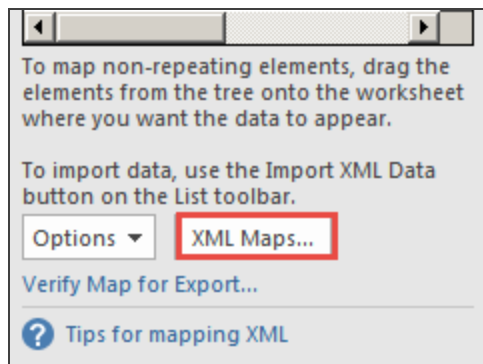 To map non-repeating elements, drag the
elements from the tree onto the worksheet
where you want the data to appear.
To import data, use the Import XML Data
button on the List toolbar.
Options XML Maps...
Verify Map for Export...
? Tips for mapping XML